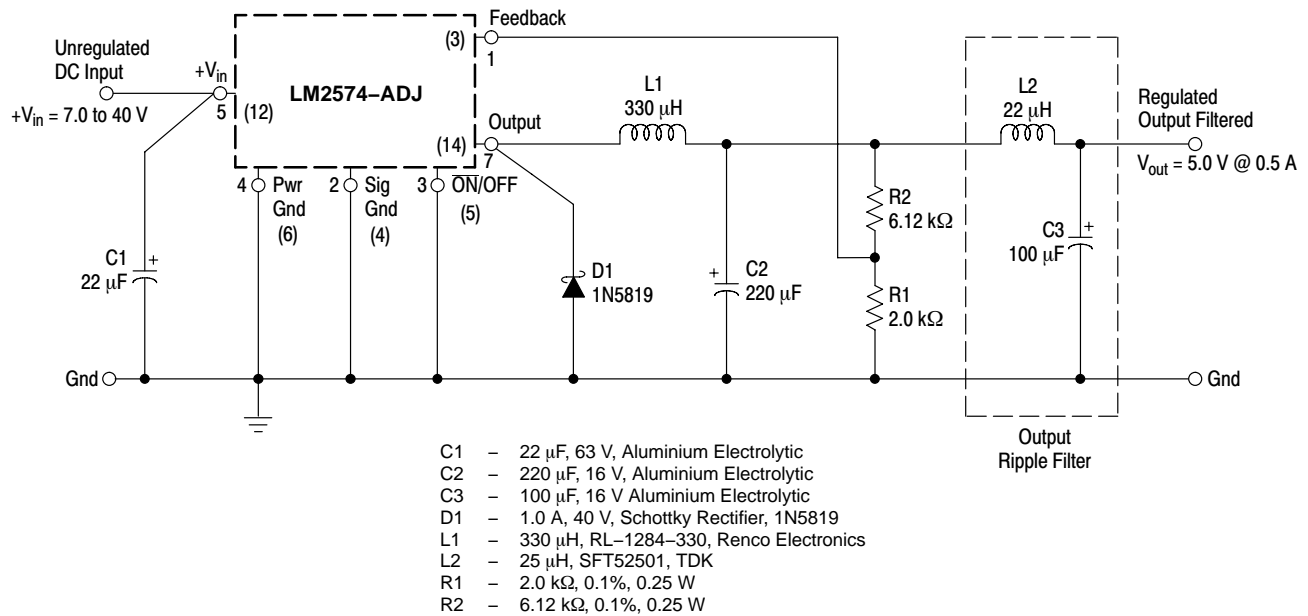 Feedback
(3)
1
Unregulated
DC Input
+Vin
LM2574–ADJ
+Vin = 7.0 to 40 V
5
(12)
L1
330 μH
L2
22 μH
Regulated
Output Filtered
Vout = 5.0 V @ 0.5 A
Output
(14)
7
4
Pwr
Gnd
(6)
2
Sig
Gnd
(4)
3
O̅N̅/OFF
(5)
R2
6.12 kΩ
C1
22 μF
+
D1
1N5819
C2
220 μF
+
R1
2.0 kΩ
C3
100 μF
+
Gnd
Gnd
Output
Ripple Filter
C1 – 22 μF, 63 V, Aluminium Electrolytic
C2 – 220 μF, 16 V, Aluminium Electrolytic
C3 – 100 μF, 16 V Aluminium Electrolytic
D1 – 1.0 A, 40 V, Schottky Rectifier, 1N5819
L1 – 330 μH, RL–1284–330, Renco Electronics
L2 – 25 μH, SFT52501, TDK
R1 – 2.0 kΩ, 0.1%, 0.25 W
R2 – 6.12 kΩ, 0.1%, 0.25 W